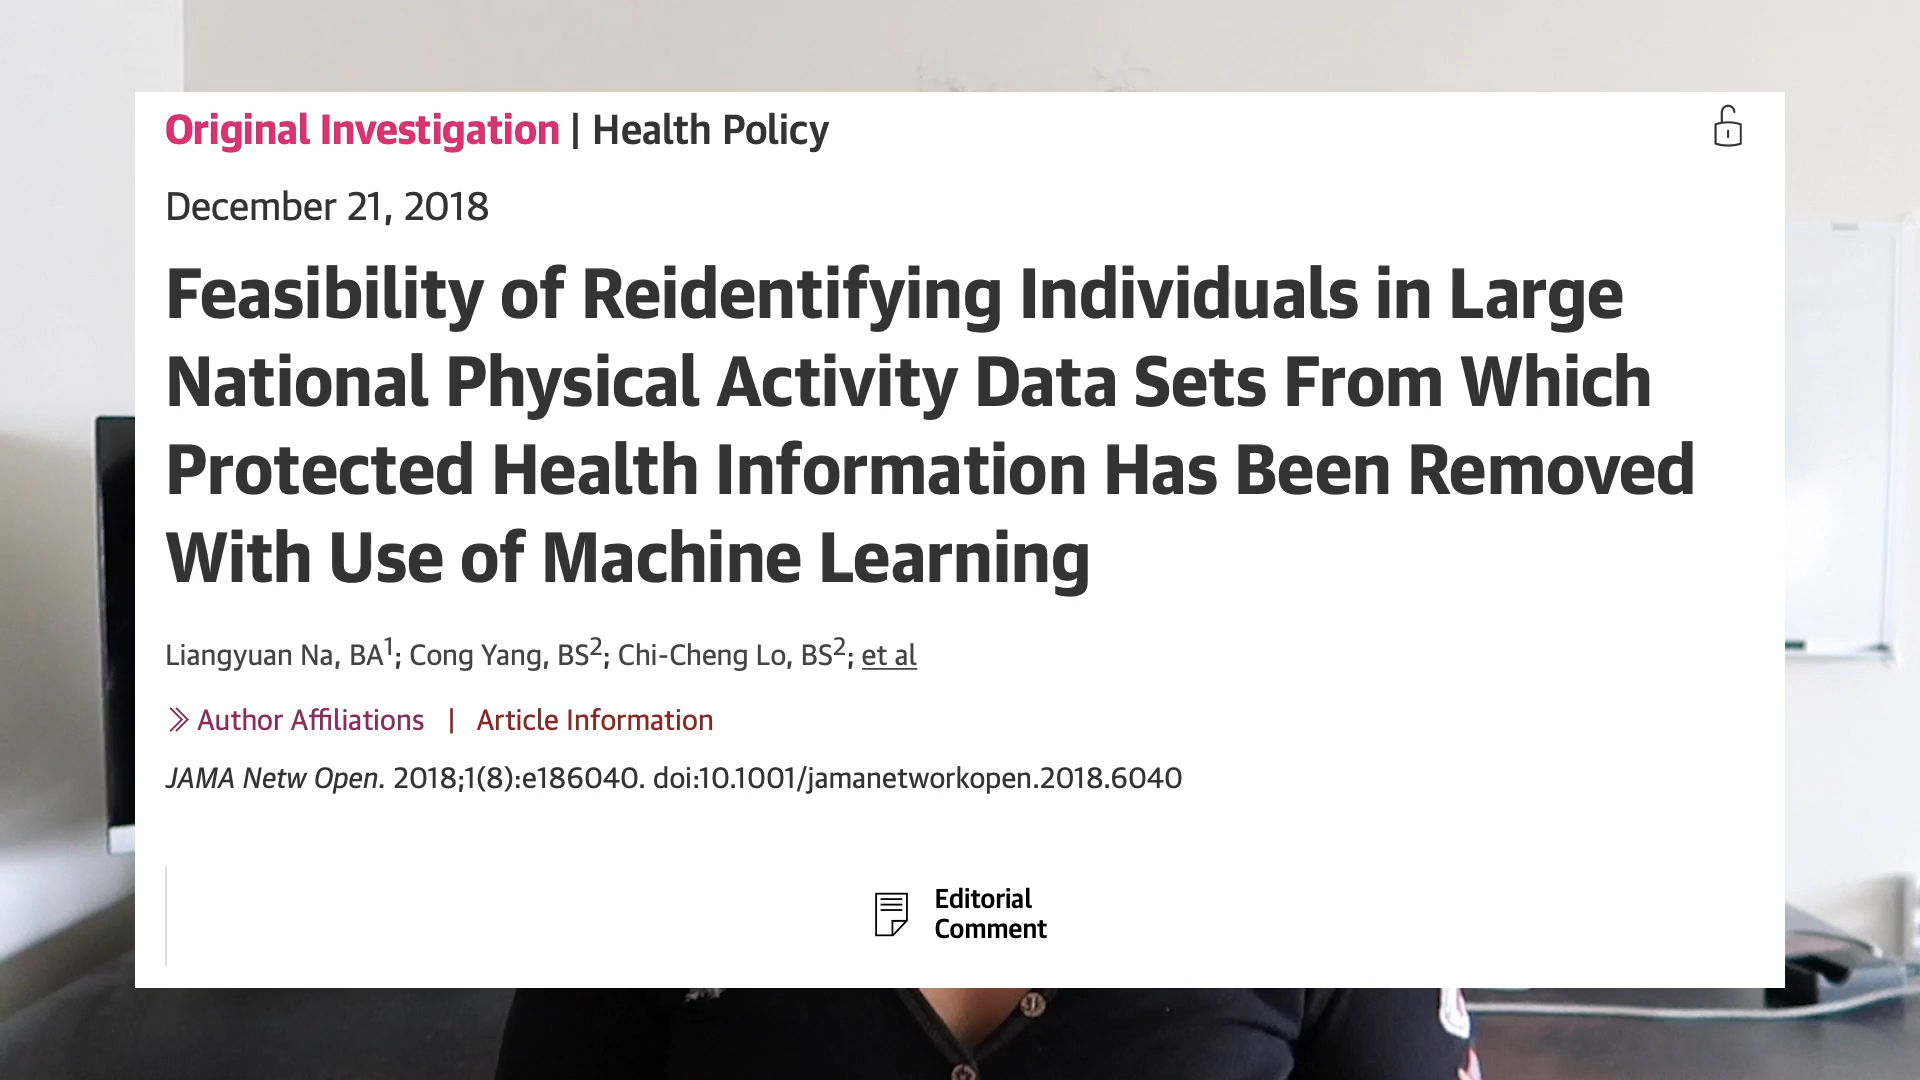 Original Investigation | Health Policy
December 21, 2018
Feasibility of Reidentifying Individuals in Large
National Physical Activity Data Sets From Which
Protected Health Information Has Been Removed
With Use of Machine Learning
Liangyuan Na, BA1; Cong Yang, BS2; Chi-Cheng Lo, BS2; et al
Author Affiliations | Article Information
JAMA Netw Open. 2018;1(8):e186040. doi:10.1001/jamanetworkopen.2018.6040
Editorial
Comment